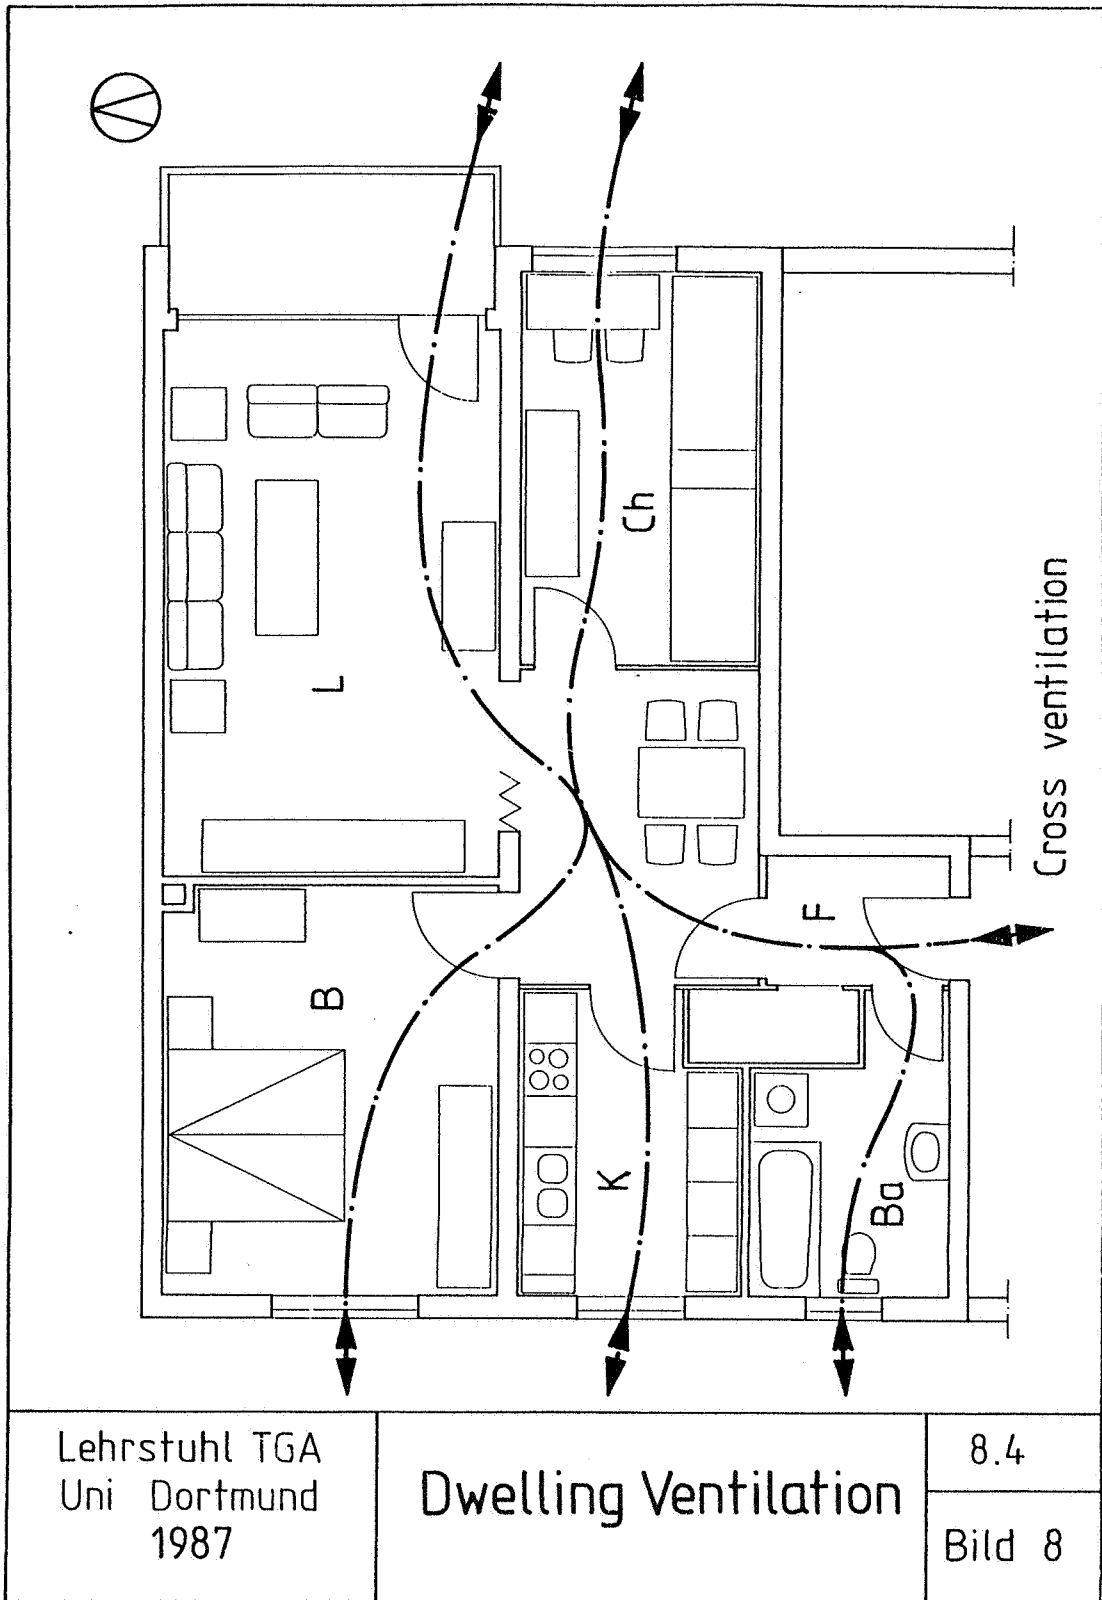 L
Ch
B
F
K
Ba
Cross ventilation
Lehrstuhl TGA
Uni Dortmund
1987
Dwelling Ventilation
8.4
Bild 8